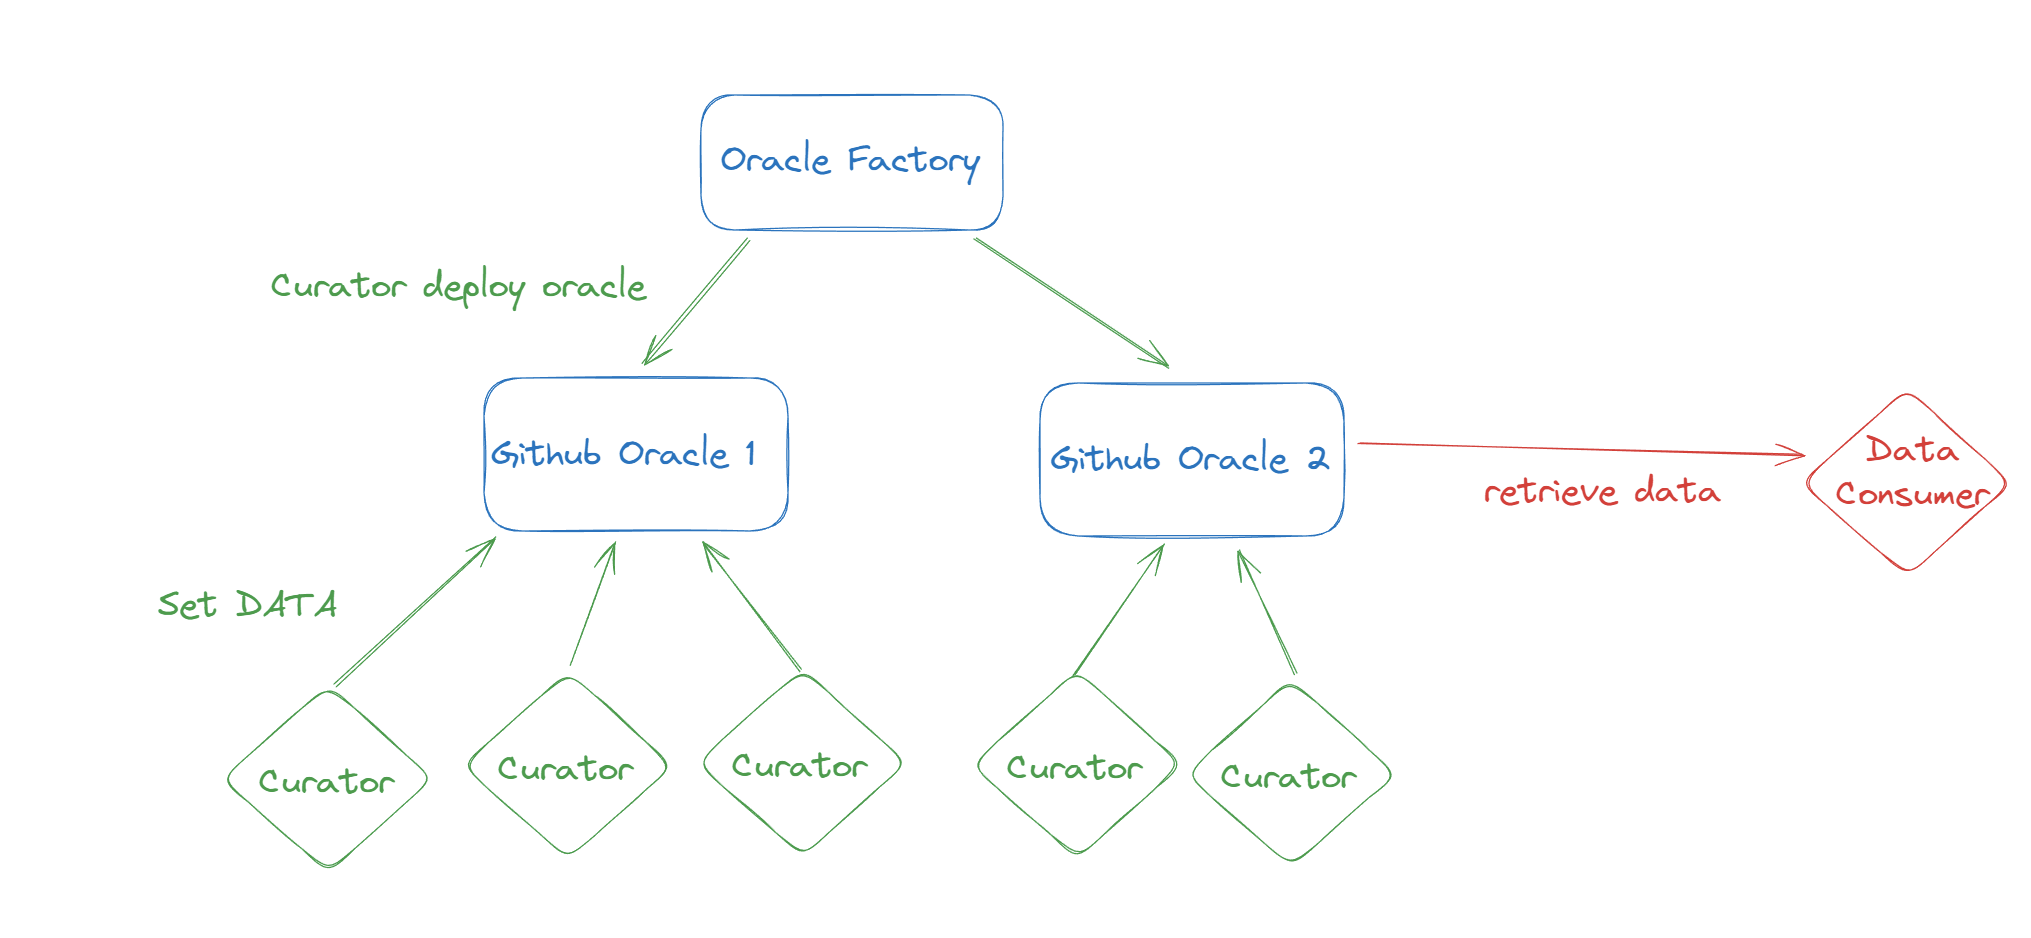 Oracle Factory
Curator deploy oracle
Github Oracle 1
Github Oracle 2
Data
Consumer
retrieve data
Set DATA
Curator
Curator
Curator
Curator
Curator